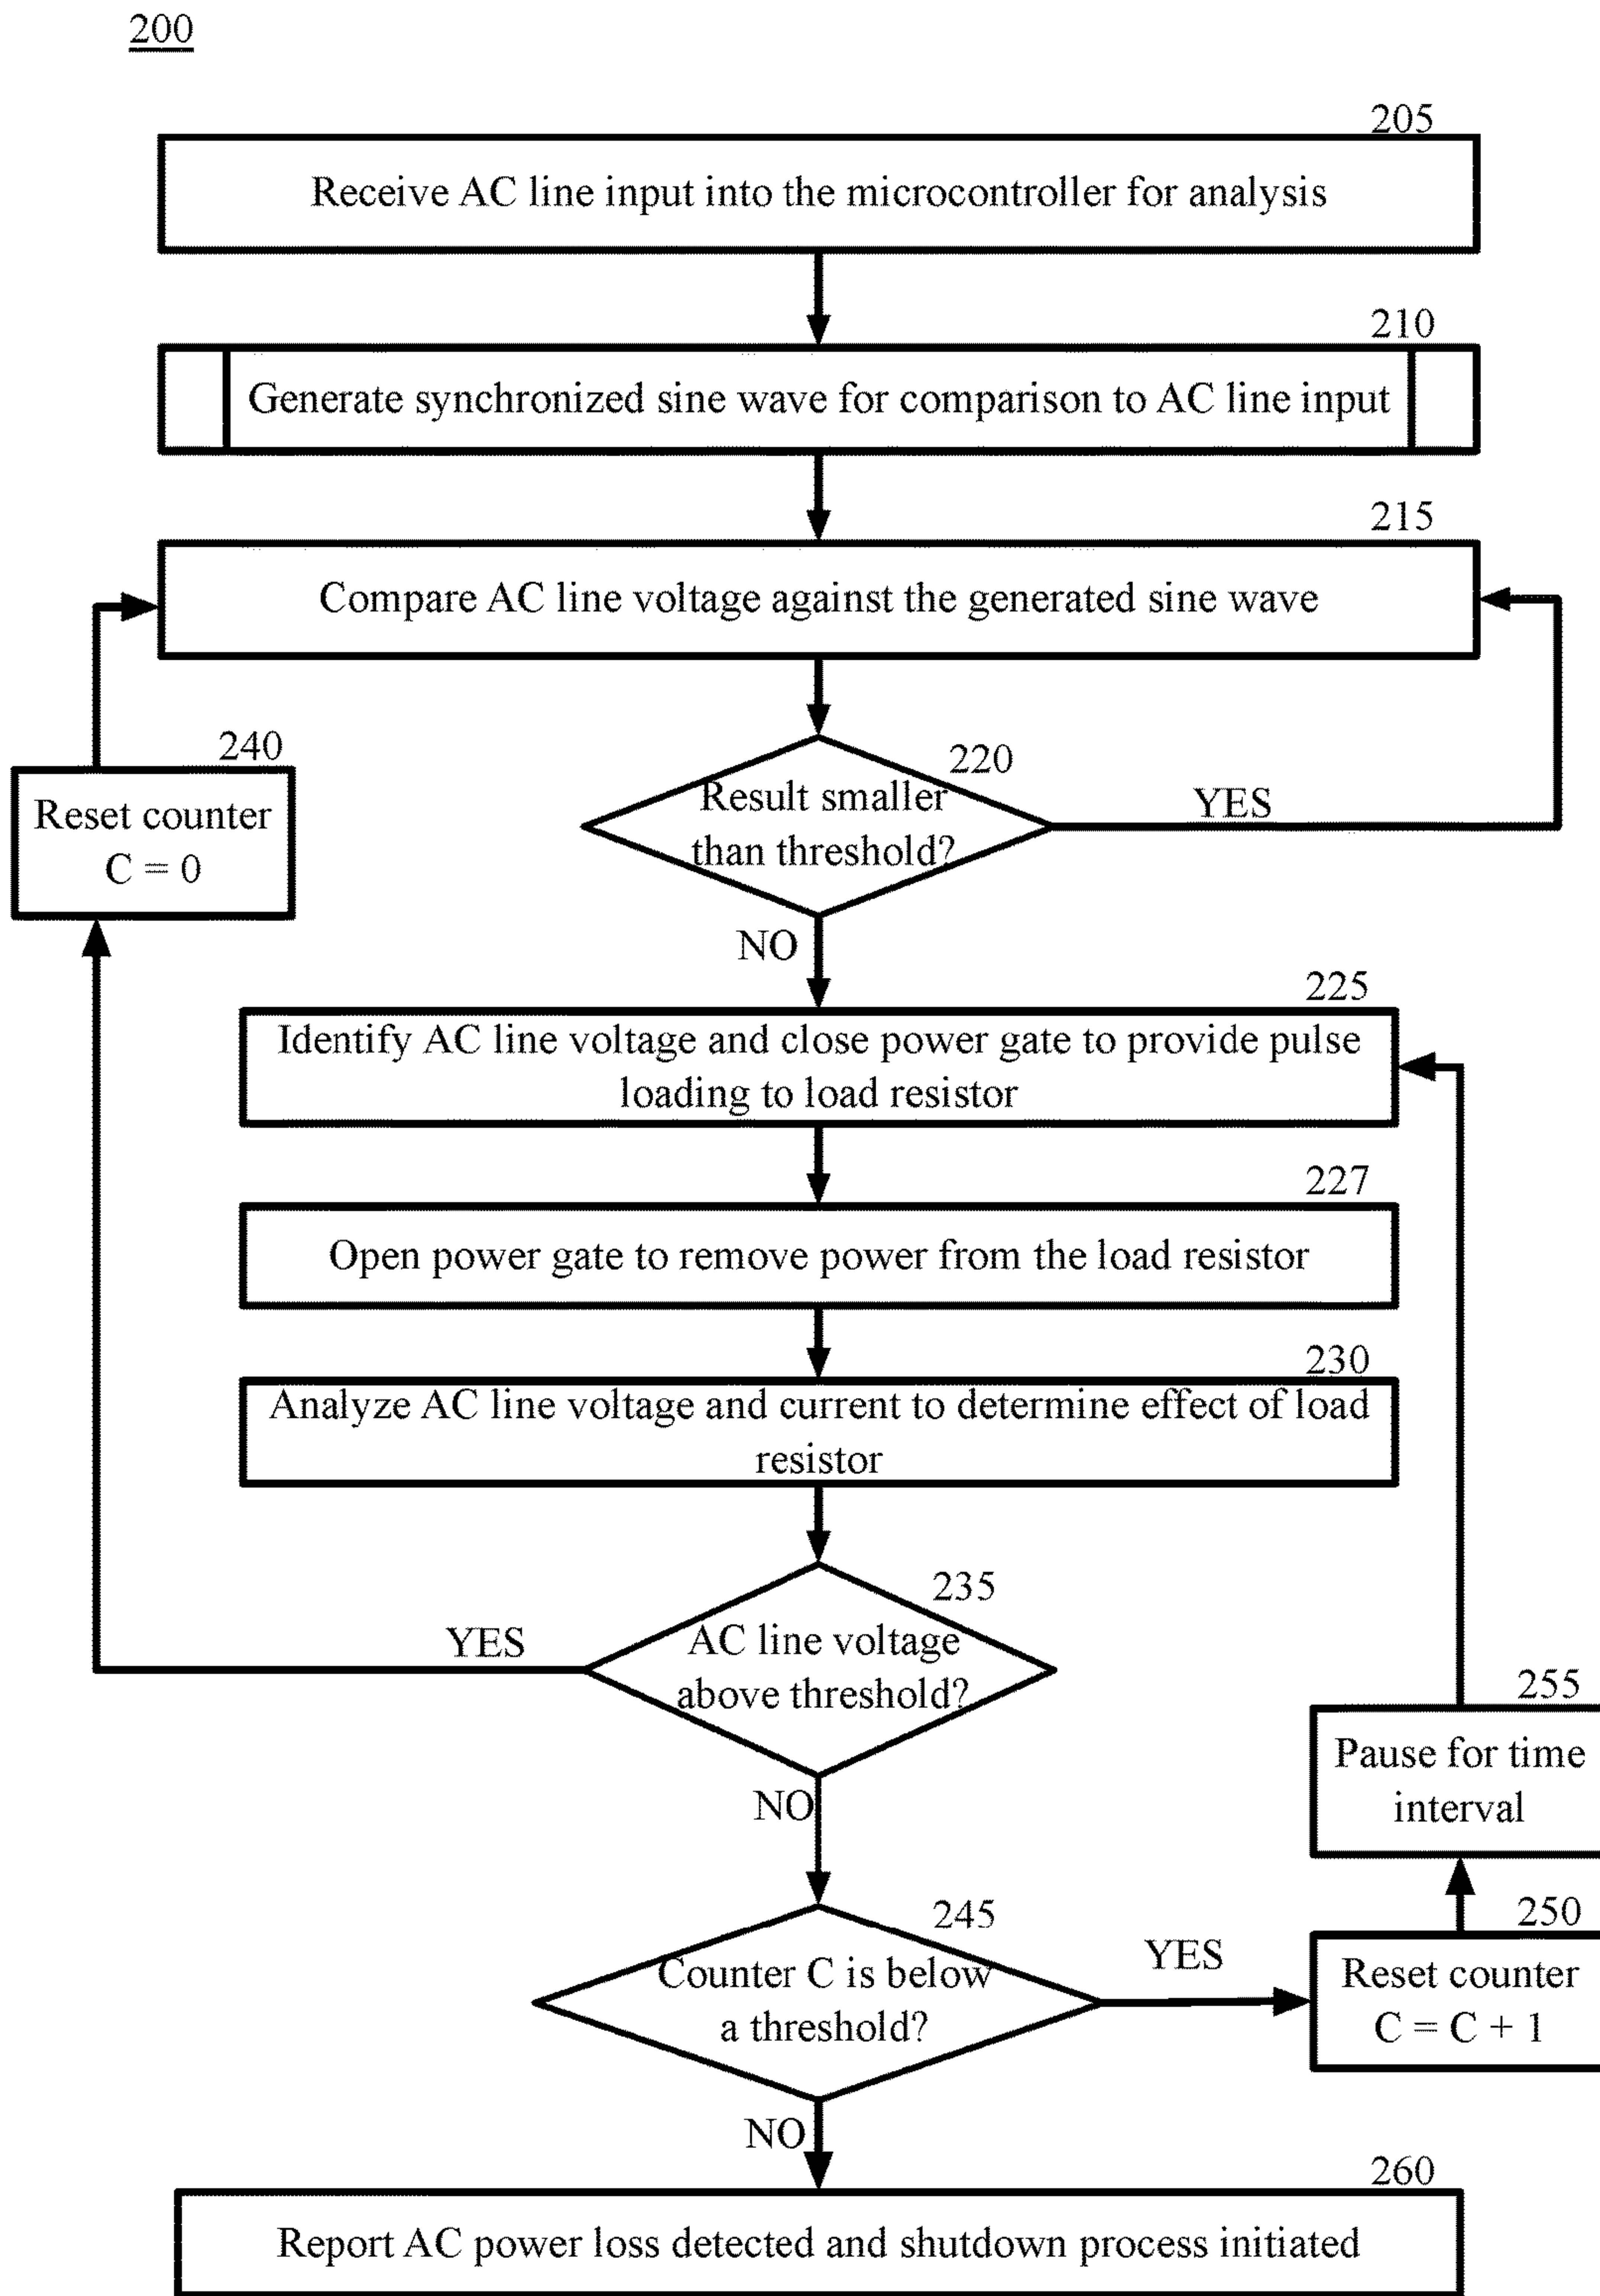 200
205
Receive AC line input into the microcontroller for analysis
210
Generate synchronized sine wave for comparison to AC line input
215
Compare AC line voltage against the generated sine wave
240
Reset counter
C = 0
220
Result smaller
than threshold?
YES
NO
225
Identify AC line voltage and close power gate to provide pulse
loading to load resistor
227
Open power gate to remove power from the load resistor
230
Analyze AC line voltage and current to determine effect of load
resistor
235
AC line voltage
above threshold?
YES
NO
255
Pause for time
interval
245
Counter C is below
a threshold?
YES
250
Reset counter
C = C + 1
NO
260
Report AC power loss detected and shutdown process initiated